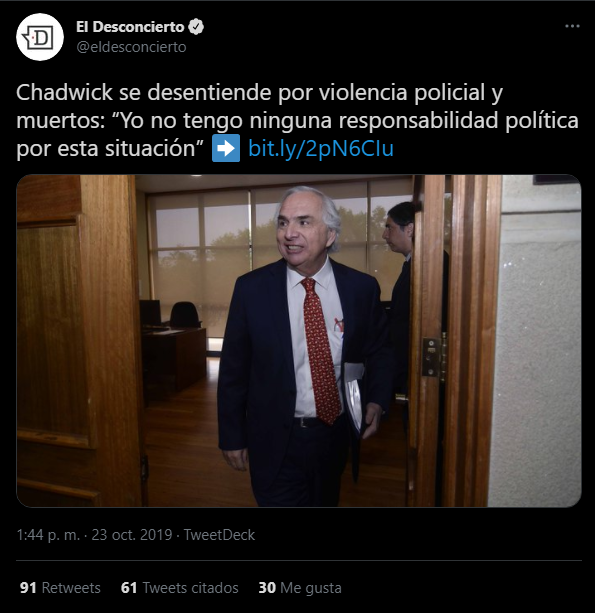 El Desconcierto
@eldesconcierto
Chadwick se desentiende por violencia policial y
muertos: “Yo no tengo ninguna responsabilidad política
por esta situación” ➡️ bit.ly/2pN6CIu
1:44 p. m. · 23 oct. 2019 · TweetDeck
91 Retweets 61 Tweets citados 30 Me gusta